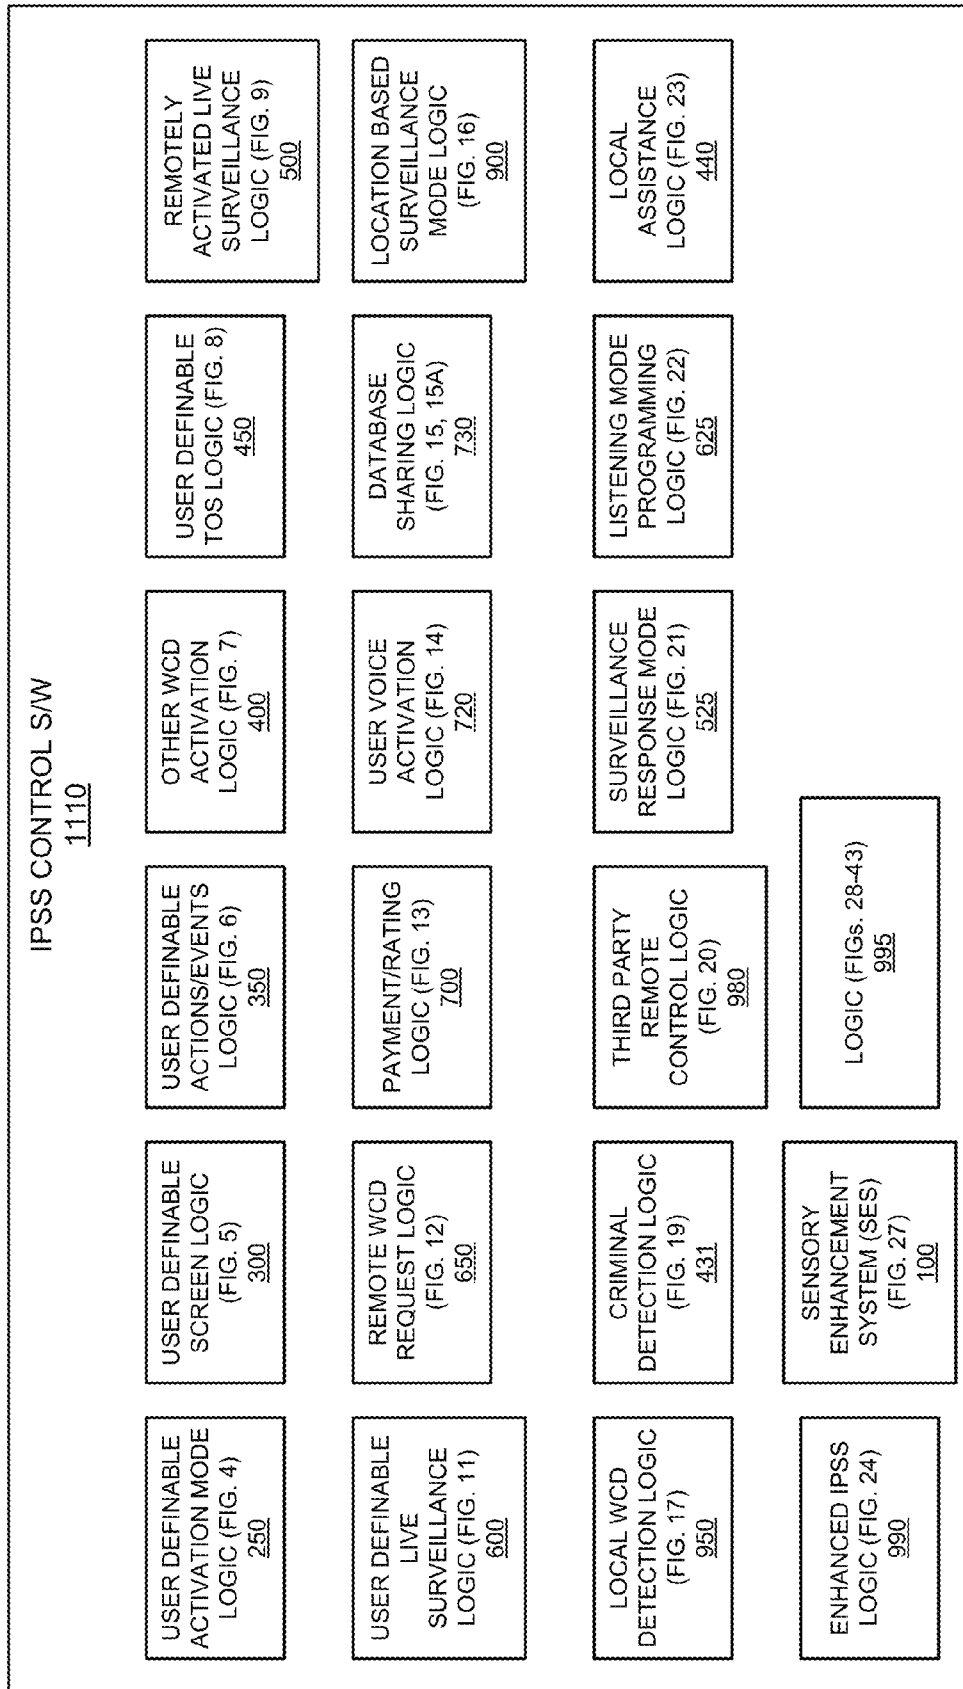 IPSS CONTROL S/W
1110
USER DEFINABLE
ACTIVATION MODE
LOGIC (FIG. 4)
250
USER DEFINABLE
SCREEN LOGIC
(FIG. 5)
300
USER DEFINABLE
ACTIONS/EVENTS
LOGIC (FIG. 6)
350
OTHER WCD
ACTIVATION
LOGIC (FIG. 7)
400
USER DEFINABLE
TOS LOGIC (FIG. 8)
450
REMOTELY
ACTIVATED LIVE
SURVEILLANCE
LOGIC (FIG. 9)
500
USER DEFINABLE
LIVE
SURVEILLANCE
LOGIC (FIG. 11)
600
REMOTE WCD
REQUEST LOGIC
(FIG. 12)
650
PAYMENT/RATING
LOGIC (FIG. 13)
700
USER VOICE
ACTIVATION
LOGIC (FIG. 14)
720
DATABASE
SHARING LOGIC
(FIG. 15, 15A)
730
LOCATION BASED
SURVEILLANCE
MODE LOGIC
(FIG. 16)
900
LOCAL WCD
DETECTION LOGIC
(FIG. 17)
950
CRIMINAL
DETECTION LOGIC
(FIG. 19)
431
THIRD PARTY
REMOTE
CONTROL LOGIC
(FIG. 20)
980
SURVEILLANCE
RESPONSE MODE
LOGIC (FIG. 21)
525
LISTENING MODE
PROGRAMMING
LOGIC (FIG. 22)
625
LOCAL
ASSISTANCE
LOGIC (FIG. 23)
440
ENHANCED IPSS
LOGIC (FIG. 24)
990
SENSORY
ENHANCEMENT
SYSTEM (SES)
(FIG. 27)
100
LOGIC (FIGs. 28-43)
995